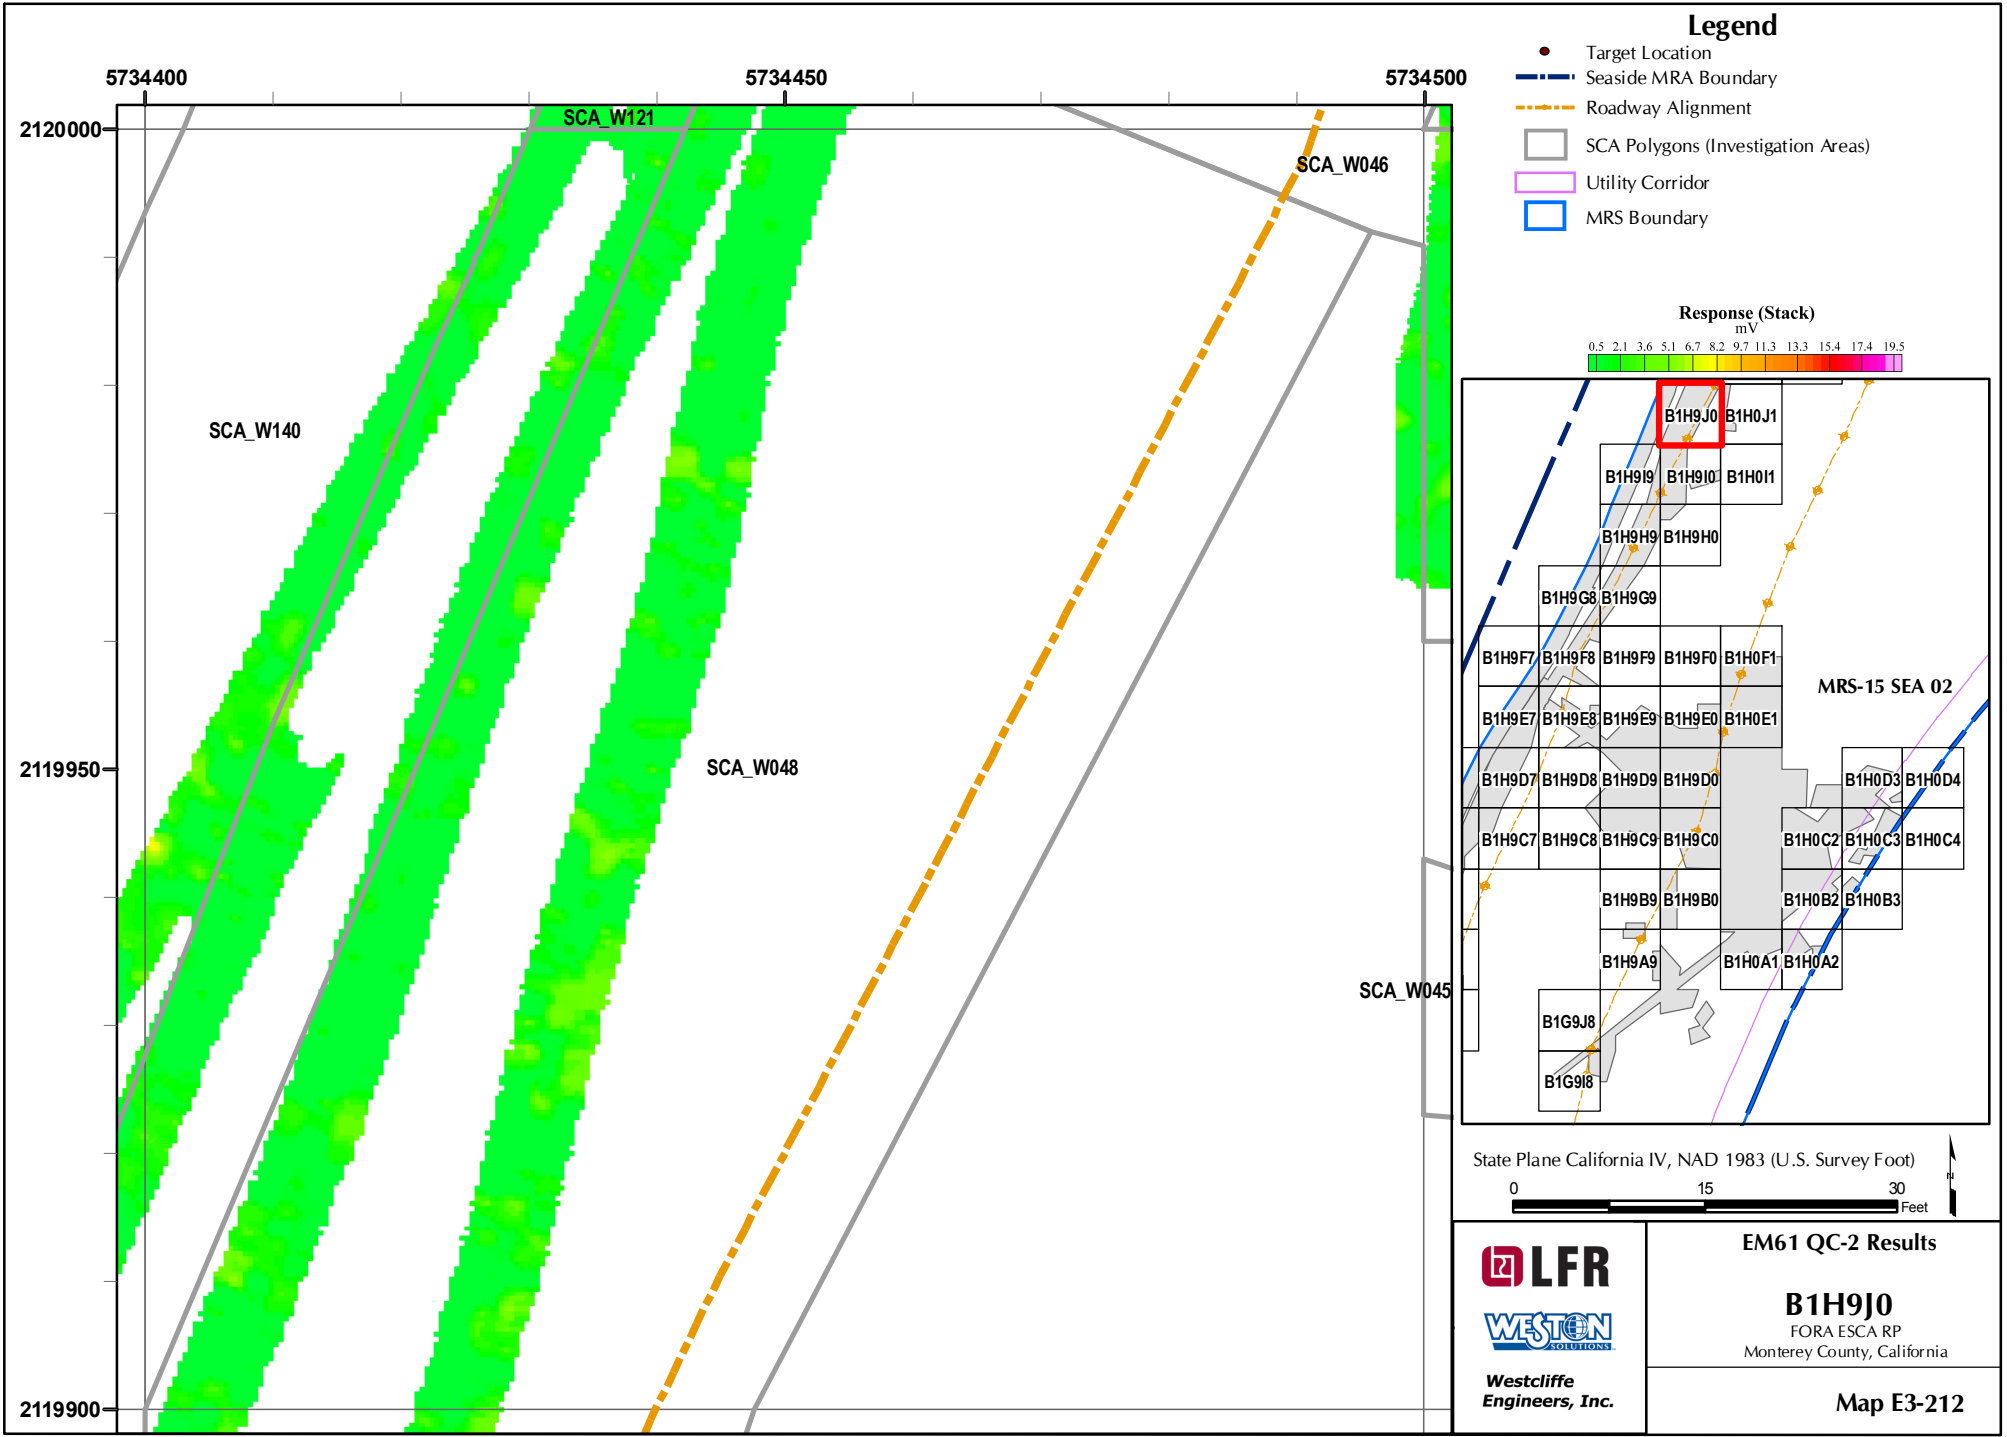 5734400
5734450
5734500
2120000
2119950
2119900
SCA_W121
SCA_W046
SCA_W140
SCA_W048
SCA_W045
Legend
Target Location
Seaside MRA Boundary
Roadway Alignment
SCA Polygons (Investigation Areas)
Utility Corridor
MRS Boundary
Response (Stack)
mV
0.5 2.1 3.6 5.1 6.7 8.2 9.7 11.3 13.3 15.4 17.4 19.5
B1H9J0 B1H0J1
B1H9I9 B1H9I0 B1H0I1
B1H9H9 B1H9H0
B1H9G8 B1H9G9
B1H9F7 B1H9F8 B1H9F9 B1H9F0 B1H0F1
MRS-15 SEA 02
B1H9E7 B1H9E8 B1H9E9 B1H9E0 B1H0E1
B1H9D7 B1H9D8 B1H9D9 B1H9D0 B1H0D3 B1H0D4
B1H9C7 B1H9C8 B1H9C9 B1H9C0 B1H0C2 B1H0C3 B1H0C4
B1H9B9 B1H9B0 B1H0B2 B1H0B3
B1H9A9 B1H0A1 B1H0A2
B1G9J8
B1G9I8
State Plane California IV, NAD 1983 (U.S. Survey Foot)
0 15 30
Feet
N
LFR
WESTON
SOLUTIONS
Westcliffe
Engineers, Inc.
EM61 QC-2 Results
B1H9J0
FORA ESCA RP
Monterey County, California
Map E3-212